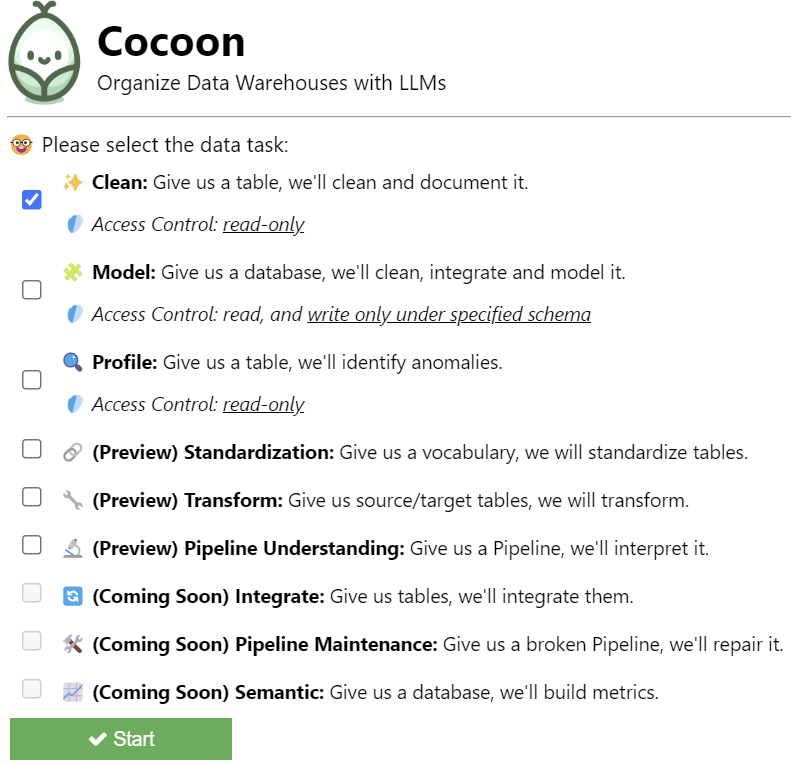 Cocoon
Organize Data Warehouses with LLMs
🤓 Please select the data task:
✨ Clean: Give us a table, we'll clean and document it.
Access Control: read-only
🧩 Model: Give us a database, we'll clean, integrate and model it.
Access Control: read, and write only under specified schema
🔍 Profile: Give us a table, we'll identify anomalies.
Access Control: read-only
🔗 (Preview) Standardization: Give us a vocabulary, we will standardize tables.
🔧 (Preview) Transform: Give us source/target tables, we will transform.
🔬 (Preview) Pipeline Understanding: Give us a Pipeline, we'll interpret it.
🔄 (Coming Soon) Integrate: Give us tables, we'll integrate them.
🛠 (Coming Soon) Pipeline Maintenance: Give us a broken Pipeline, we'll repair it.
📈 (Coming Soon) Semantic: Give us a database, we'll build metrics.
✔ Start